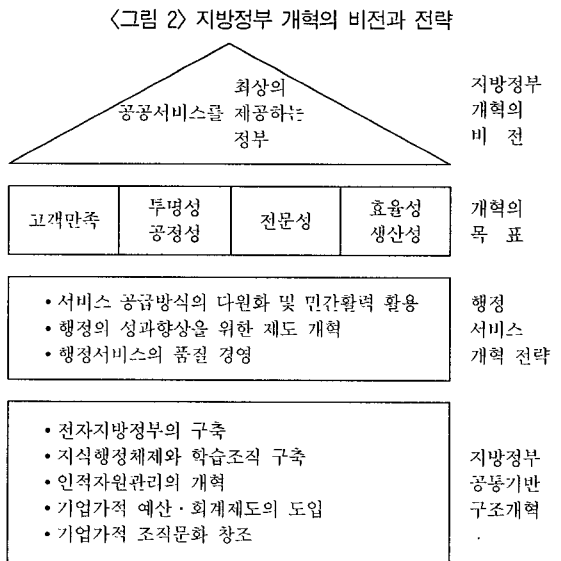 〈그림 2〉 지방정부 개혁의 비전과 전략
최상의
공공서비스를 제공하는
정부
지방정부
개혁의
비 전
고객만족
투명성
공정성
전문성
효율성
생산성
개혁의
목 표
• 서비스 공급방식의 다원화 및 민간활력 활용
• 행정의 성과향상을 위한 제도 개혁
• 행정서비스의 품질 경영
행정
서비스
개혁 전략
• 전자지방정부의 구축
• 지식행정체제와 학습조직 구축
• 인적자원관리의 개혁
• 기업가적 예산 · 회계제도의 도입
• 기업가적 조직문화 창조
지방정부
공통기반
구조개혁